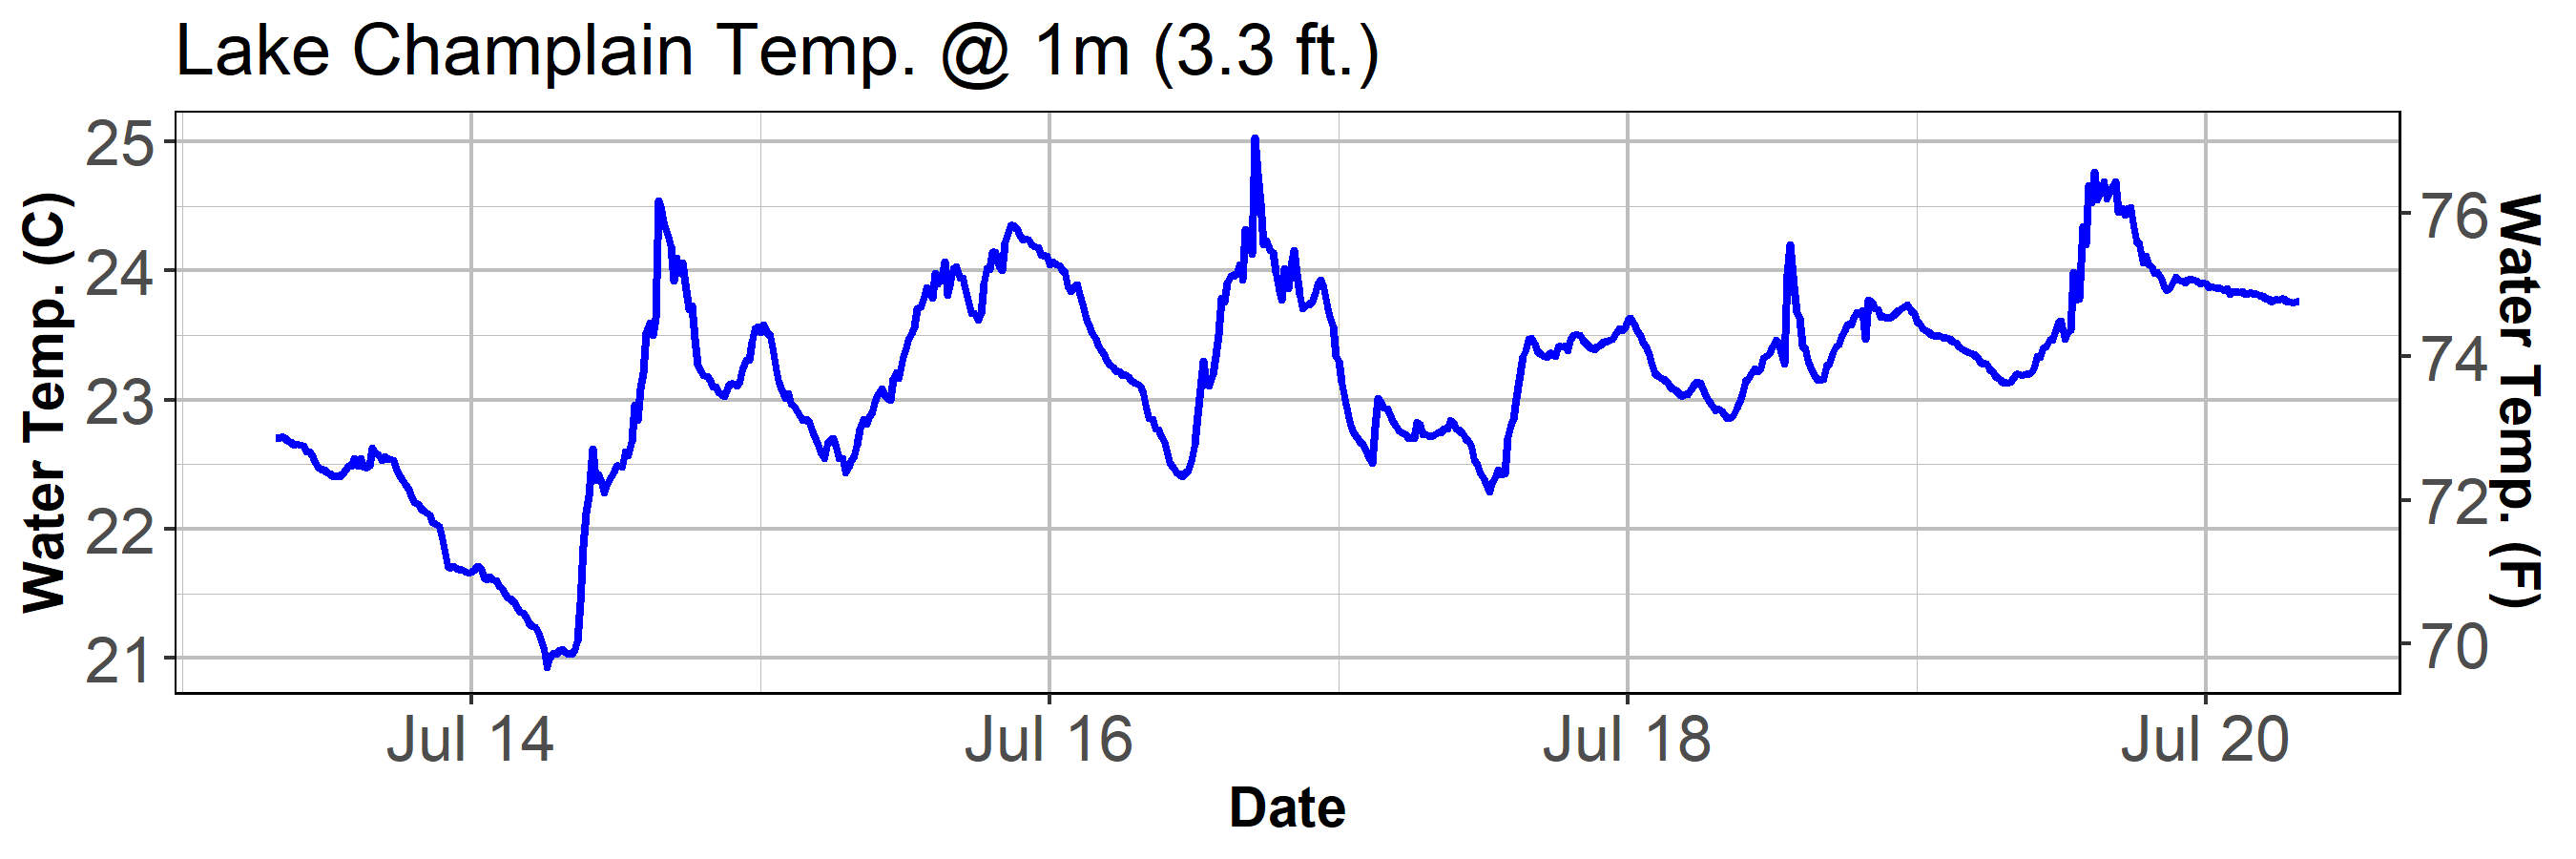 Lake Champlain Temp. @ 1m (3.3 ft.)
Water Temp. (C)
25
24
23
22
21
76
74
72
70
Water Temp. (F)
Jul 14 Jul 16 Jul 18 Jul 20
Date